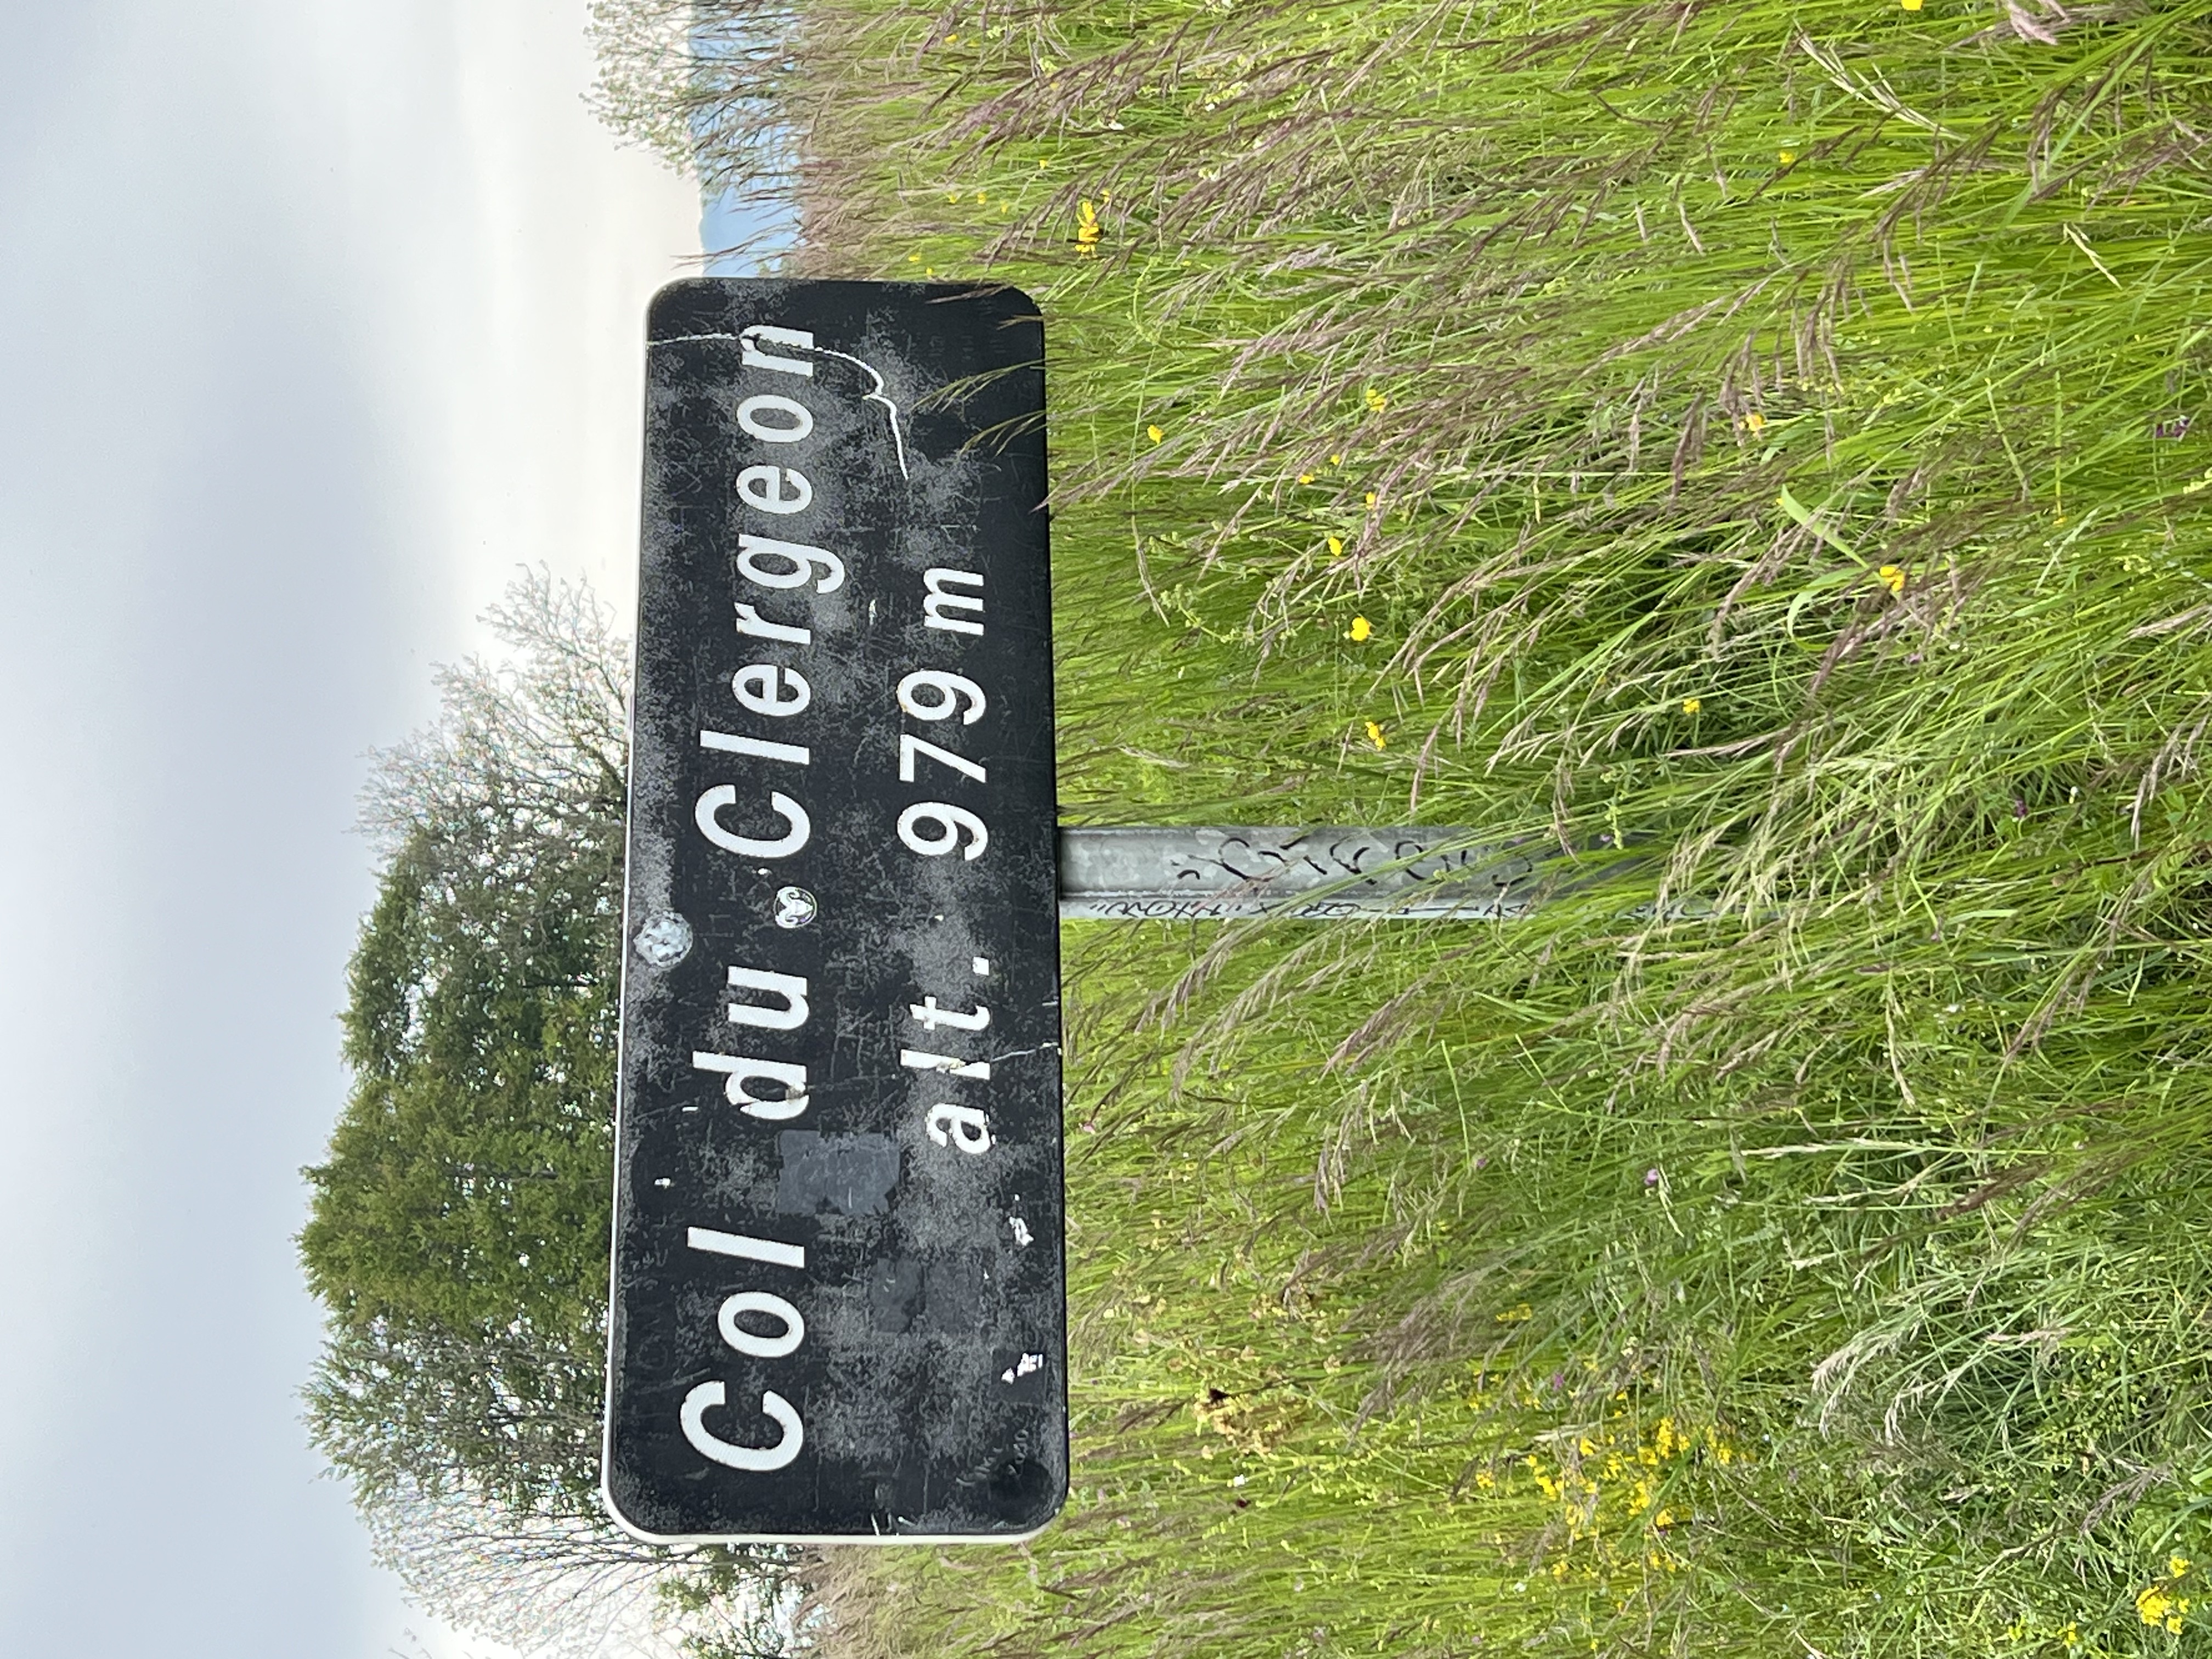 Col du Clergeon
alt. 979 m